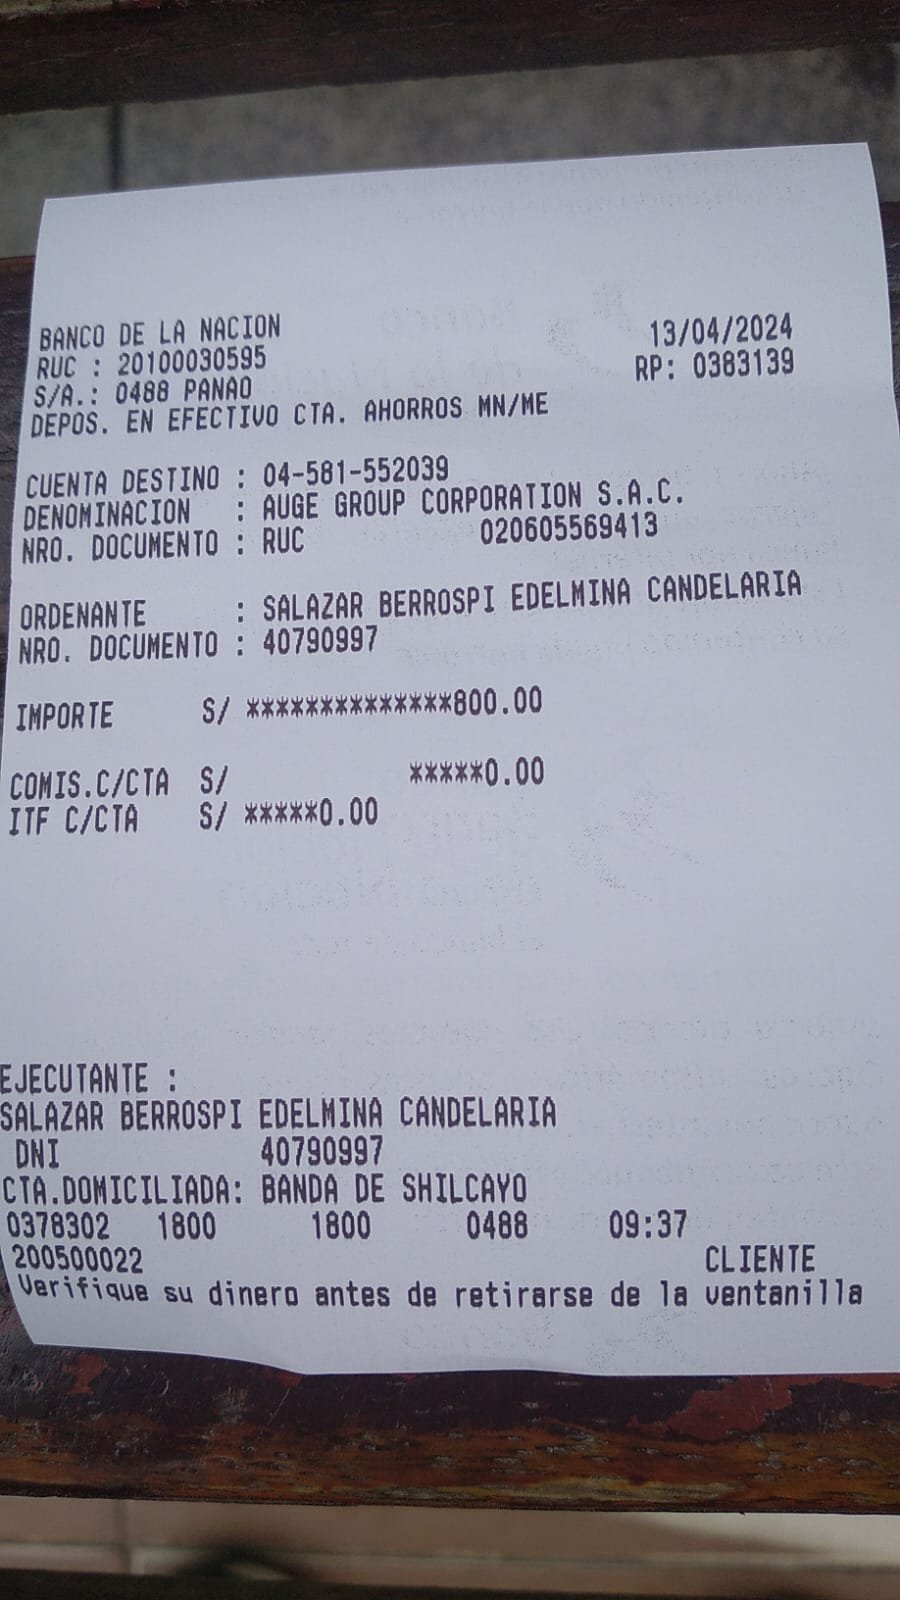 BANCO DE LA NACION 13/04/2024
RUC : 20100030595 RP: 0383139
S/A.: 0488 PANAO
DEPOS. EN EFECTIVO CTA. AHORROS MN/ME
CUENTA DESTINO : 04-581-552039
DENOMINACION : AUGE GROUP CORPORATION S.A.C.
NRO. DOCUMENTO : RUC 020605569413
ORDENANTE : SALAZAR BERROSPI EDELMINA CANDELARIA
NRO. DOCUMENTO : 40790997
IMPORTE S/ **************800.00
COMIS.C/CTA S/ *****0.00
ITF C/CTA S/ *****0.00
EJECUTANTE :
SALAZAR BERROSPI EDELMINA CANDELARIA
DNI 40790997
CTA.DOMICILIADA: BANDA DE SHILCAYO
0378302 1800 1800 0488 09:37
200500022 CLIENTE
Verifique su dinero antes de retirarse de la ventanilla